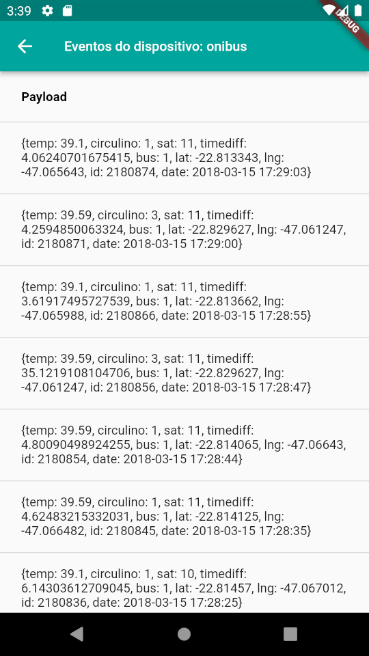 3:39
DEBUG
Eventos do dispositivo: onibus
Payload
{temp: 39.1, circulino: 1, sat: 11, timediff:
4.06240701675415, bus: 1, lat: -22.813343, lng:
-47.065643, id: 2180874, date: 2018-03-15 17:29:03}
{temp: 39.59, circulino: 3, sat: 11, timediff:
4.2594850063324, bus: 1, lat: -22.829627, lng: -47.061247,
id: 2180871, date: 2018-03-15 17:29:00}
{temp: 39.1, circulino: 1, sat: 11, timediff:
3.61917495727539, bus: 1, lat: -22.813662, lng:
-47.065988, id: 2180866, date: 2018-03-15 17:28:55}
{temp: 39.59, circulino: 3, sat: 11, timediff:
35.1219108104706, bus: 1, lat: -22.829627, lng:
-47.061247, id: 2180856, date: 2018-03-15 17:28:47}
{temp: 39.59, circulino: 1, sat: 11, timediff:
4.80090498924255, bus: 1, lat: -22.814065, lng: -47.06643,
id: 2180854, date: 2018-03-15 17:28:44}
{temp: 39.59, circulino: 1, sat: 11, timediff:
4.62483215332031, bus: 1, lat: -22.814125, lng:
-47.066482, id: 2180845, date: 2018-03-15 17:28:35}
{temp: 39.1, circulino: 1, sat: 10, timediff:
6.14303612709045, bus: 1, lat: -22.81457, lng: -47.067012,
id: 2180836, date: 2018-03-15 17:28:25}